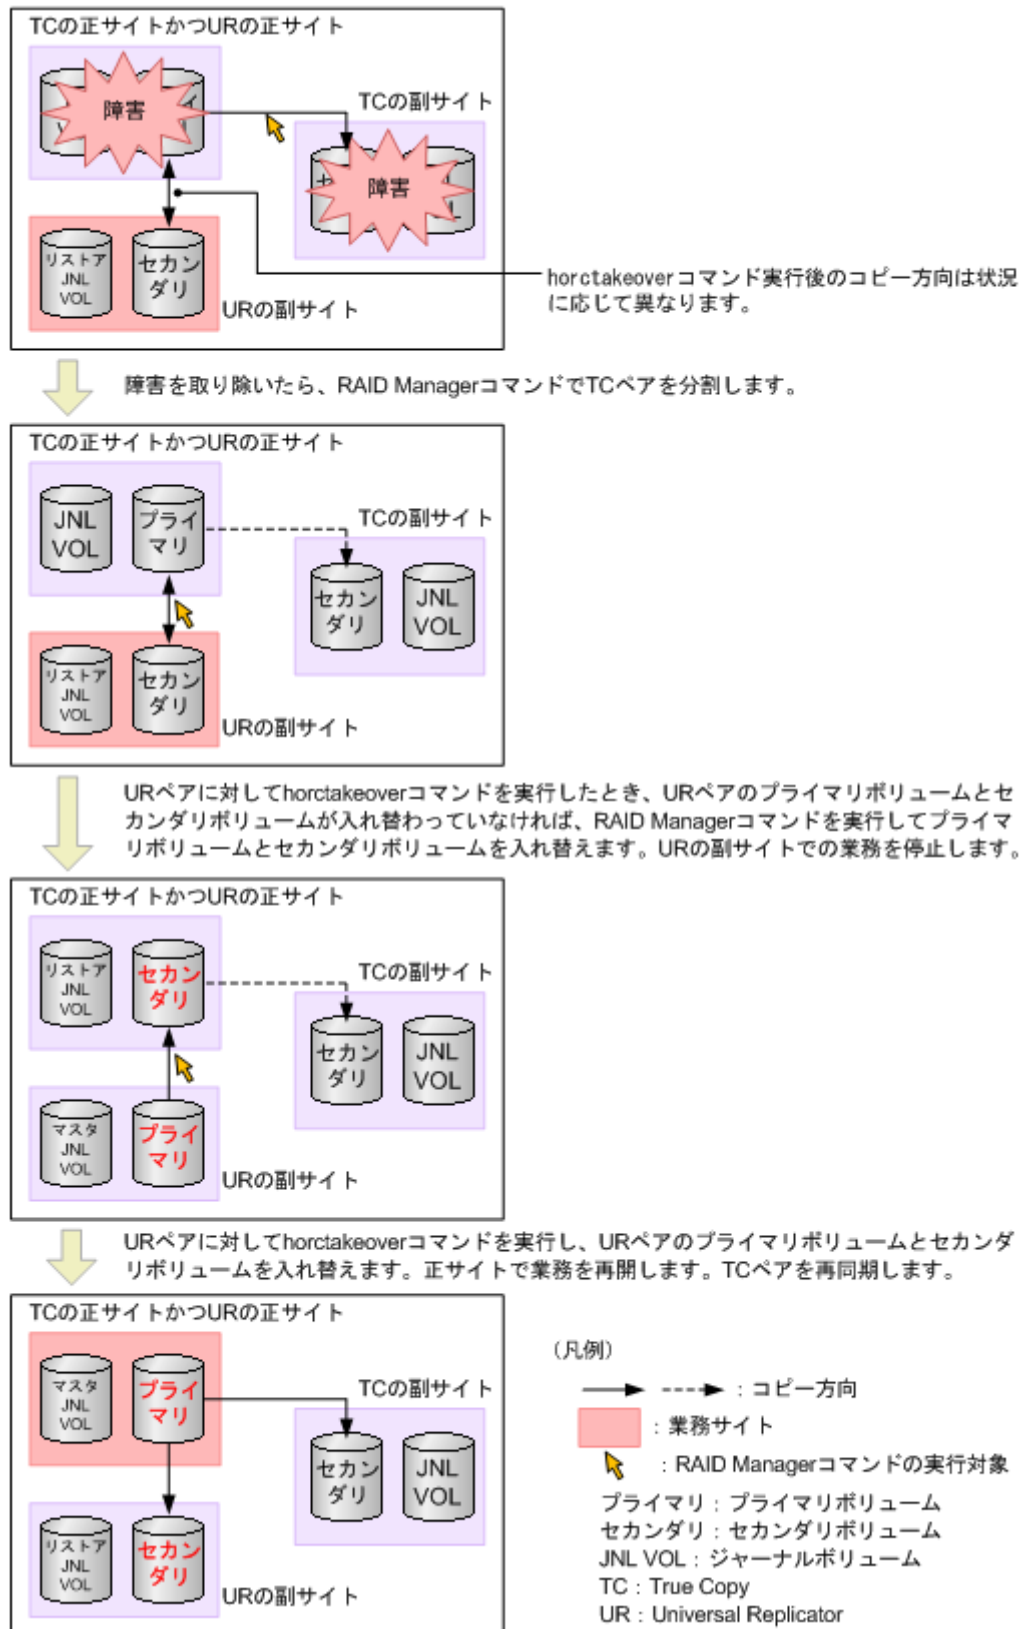 TCの正サイトかつURの正サイト
障害
TCの副サイト
障害
リストア
JNL
VOL
セカン
ダリ
URの副サイト
horctakeoverコマンド実行後のコピー方向は状況
に応じて異なります。
障害を取り除いたら、RAID ManagerコマンドでTCペアを分割します。
TCの正サイトかつURの正サイト
JNL
VOL
プライ
マリ
TCの副サイト
セカン
ダリ
JNL
VOL
リストア
JNL
VOL
セカン
ダリ
URの副サイト
URペアに対してhorctakeoverコマンドを実行したとき、URペアのプライマリボリュームとセ
カンダリボリュームが入れ替わっていなければ、RAID Managerコマンドを実行してプライマ
リボリュームとセカンダリボリュームを入れ替えます。URの副サイトでの業務を停止します。
TCの正サイトかつURの正サイト
リストア
JNL
VOL
セカン
ダリ
TCの副サイト
セカン
ダリ
JNL
VOL
マスタ
JNL
VOL
プライ
マリ
URの副サイト
URペアに対してhorctakeoverコマンドを実行し、URペアのプライマリボリュームとセカンダ
リボリュームを入れ替えます。正サイトで業務を再開します。TCペアを再同期します。
TCの正サイトかつURの正サイト
マスタ
JNL
VOL
プライ
マリ
TCの副サイト
セカン
ダリ
JNL
VOL
リストア
JNL
VOL
セカン
ダリ
URの副サイト
（凡例）
：コピー方向
：業務サイト
：RAID Managerコマンドの実行対象
プライマリ：プライマリボリューム
セカンダリ：セカンダリボリューム
JNL VOL：ジャーナルボリューム
TC：True Copy
UR：Universal Replicator